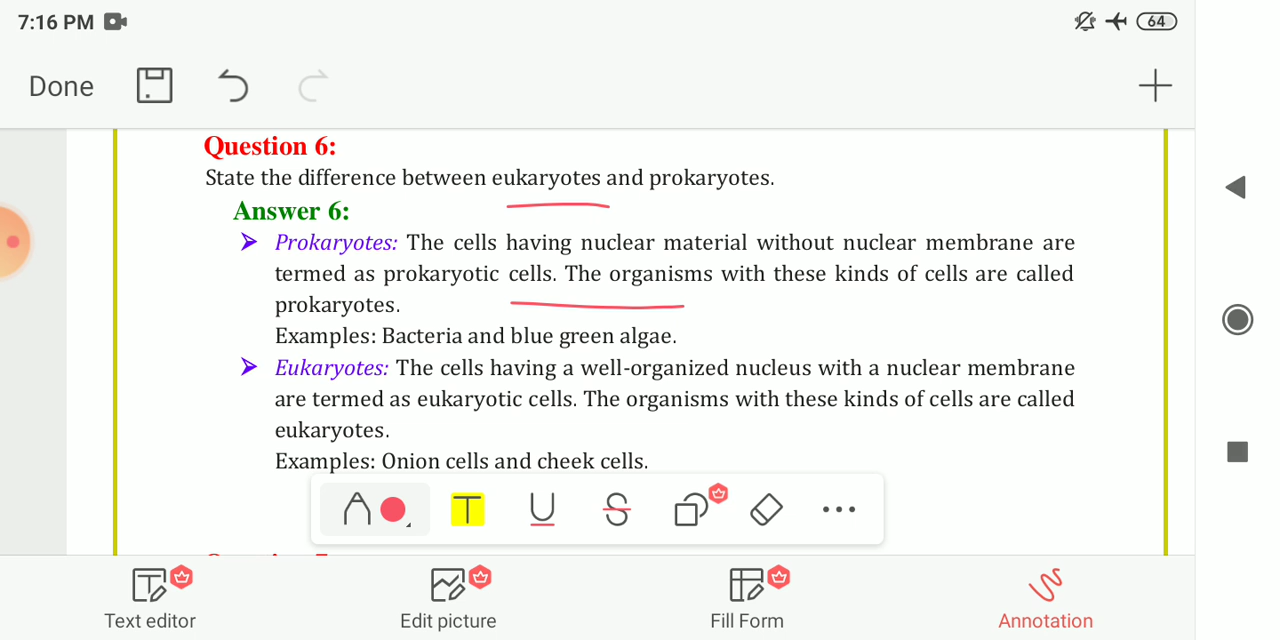 7:16 PM
64
Done
Question 6:
State the difference between eukaryotes and prokaryotes.
Answer 6:
➢ Prokaryotes: The cells having nuclear material without nuclear membrane are
termed as prokaryotic cells. The organisms with these kinds of cells are called
prokaryotes.
Examples: Bacteria and blue green algae.
➢ Eukaryotes: The cells having a well-organized nucleus with a nuclear membrane
are termed as eukaryotic cells. The organisms with these kinds of cells are called
eukaryotes.
Examples: Onion cells and cheek cells.
T U S
Text editor
Edit picture
Fill Form
Annotation